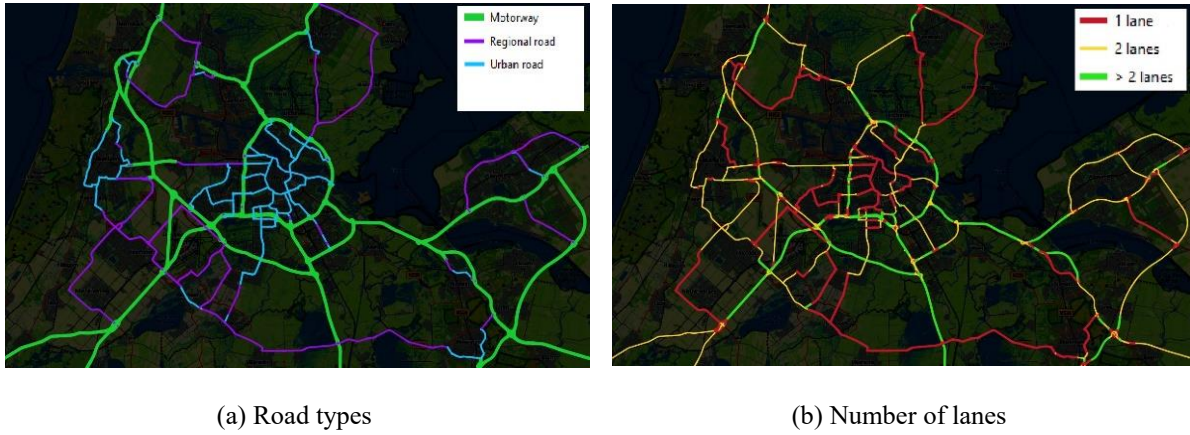 Motorway
Regional road
Urban road
1 lane
2 lanes
> 2 lanes
(a) Road types
(b) Number of lanes